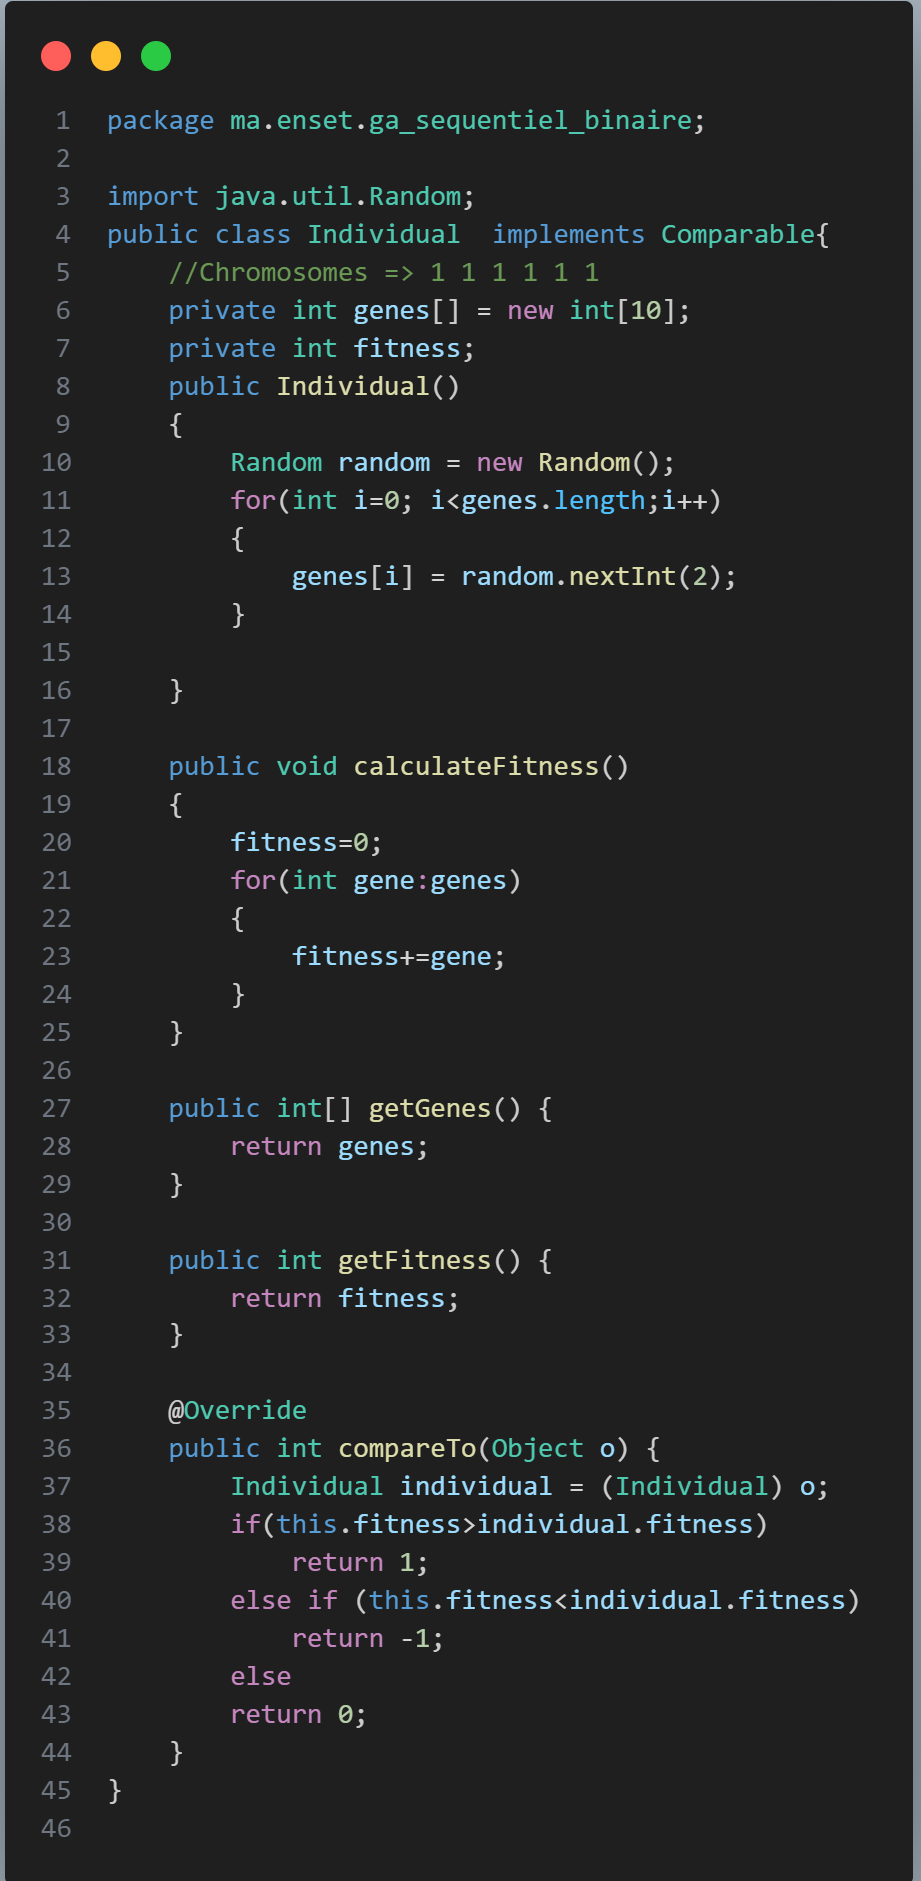 1 package ma.enset.ga_sequentiel_binaire;
2
3 import java.util.Random;
4 public class Individual  implements Comparable{
5     //Chromosomes => 1 1 1 1 1 1
6     private int genes[] = new int[10];
7     private int fitness;
8     public Individual()
9     {
10         Random random = new Random();
11         for(int i=0; i<genes.length;i++)
12         {
13             genes[i] = random.nextInt(2);
14         }
15
16     }
17
18     public void calculateFitness()
19     {
20         fitness=0;
21         for(int gene:genes)
22         {
23             fitness+=gene;
24         }
25     }
26
27     public int[] getGenes() {
28         return genes;
29     }
30
31     public int getFitness() {
32         return fitness;
33     }
34
35     @Override
36     public int compareTo(Object o) {
37         Individual individual = (Individual) o;
38         if(this.fitness>individual.fitness)
39             return 1;
40         else if (this.fitness<individual.fitness)
41             return -1;
42         else
43         return 0;
44     }
45 }
46